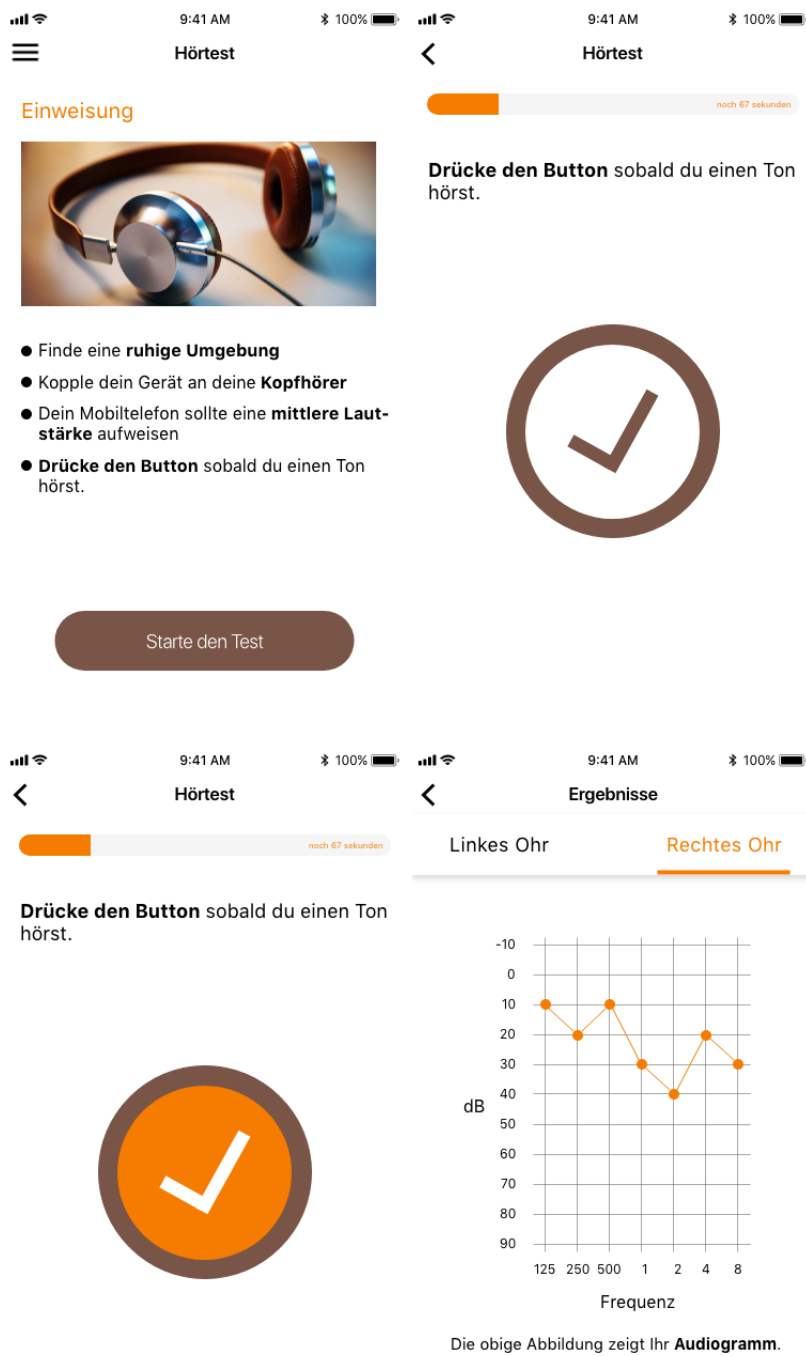 9:41 AM
100%
Hörtest
Einweisung
Finde eine ruhige Umgebung
Kopple dein Gerät an deine Kopfhörer
Dein Mobiltelefon sollte eine mittlere Laut-
stärke aufweisen
Drücke den Button sobald du einen Ton
hörst.
Starte den Test
9:41 AM
100%
Hörtest
noch 67 sekunden
Drücke den Button sobald du einen Ton
hörst.
9:41 AM
100%
Hörtest
noch 67 sekunden
Drücke den Button sobald du einen Ton
hörst.
9:41 AM
100%
Ergebnisse
Linkes Ohr
Rechtes Ohr
-10
0
10
20
30
40
dB
50
60
70
80
90
125 250 500 1 2 4 8
Frequenz
Die obige Abbildung zeigt Ihr Audiogramm.